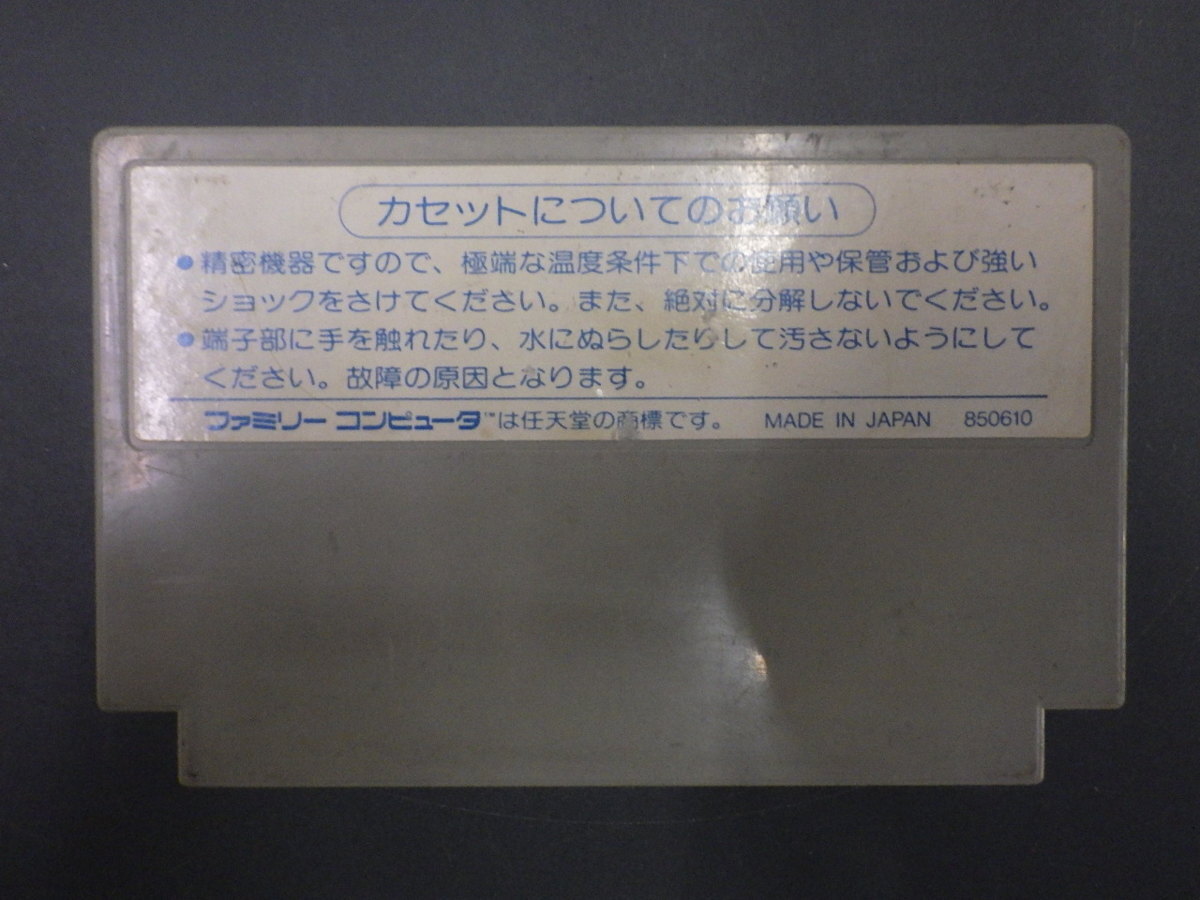 カセットについてのお願い
●精密機器ですので、極端な温度条件下での使用や保管および強い
ショックをさけてください。また、絶対に分解しないでください。
●端子部に手を触れたり、水にぬらしたりして汚さないようにして
ください。故障の原因となります。
ファミリー コンピュータ™は任天堂の商標です。 MADE IN JAPAN 850610